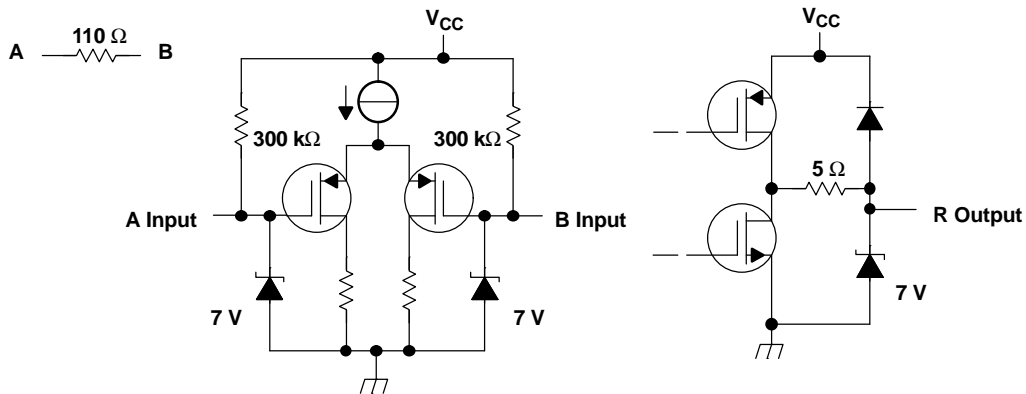 110 Ω
A B
VCC
300 kΩ 300 kΩ
A Input B Input
7 V 7 V
VCC
5 Ω
R Output
7 V